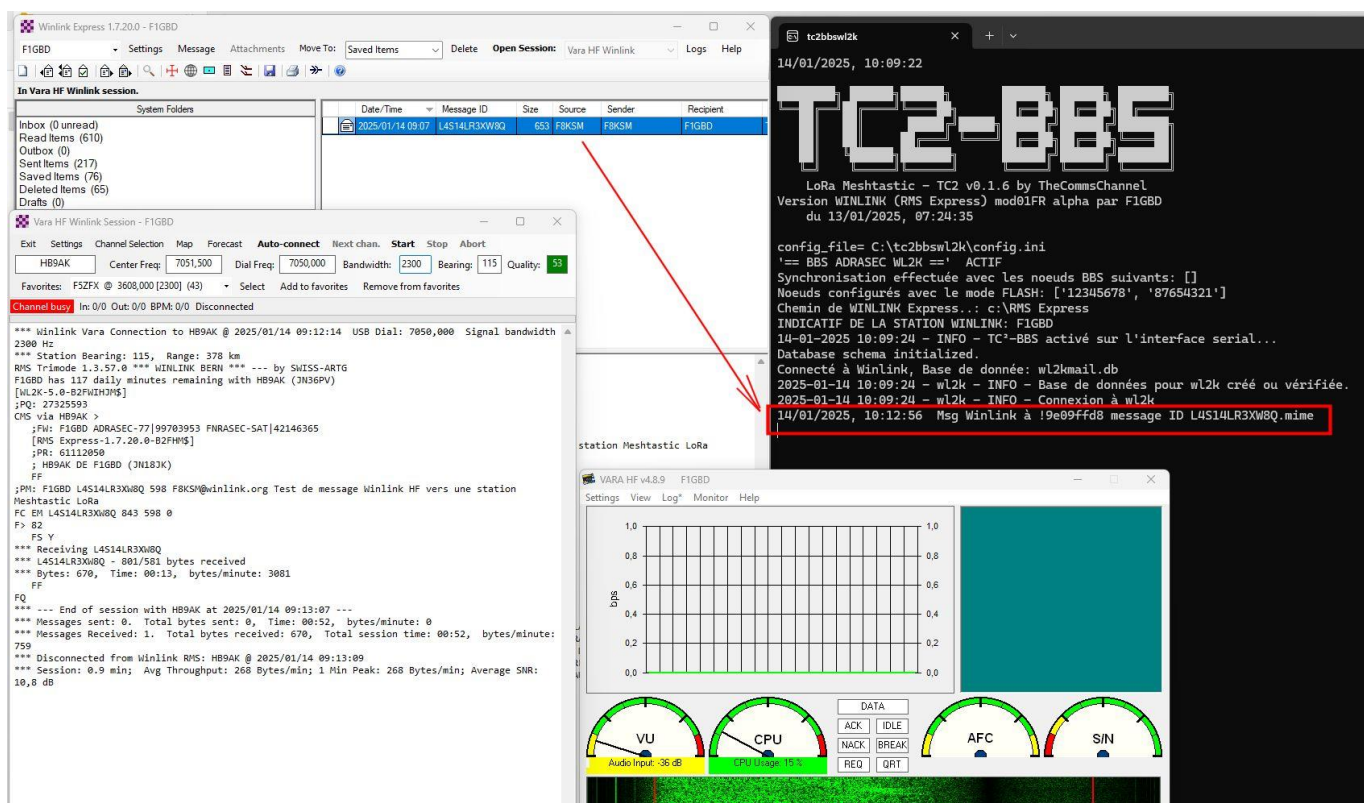 Winlink Express 1.7.20.0 - F1GBD
F1GBD Settings Message Attachments Move To: Saved Items Delete Open Session: Vara HF Winlink Logs Help
In Vara HF Winlink session.
System Folders
Inbox (0 unread)
Read Items (610)
Outbox (0)
Sent Items (217)
Saved Items (76)
Deleted Items (65)
Drafts (0)
Date/Time Message ID Size Source Sender Recipient
2025/01/14 09:07 L4S14LR3XW8Q 653 F8KSM F8KSM F1GBD
Vara HF Winlink Session - F1GBD
Exit Settings Channel Selection Map Forecast Auto-connect Next chan. Start Stop Abort
HB9AK Center Freq: 7051,500 Dial Freq: 7050,000 Bandwidth: 2300 Bearing: 115 Quality: 53
Favorites: F5ZFX @ 3608,000 [2300] (43) Select Add to favorites Remove from favorites
Channel busy In: 0/0 Out: 0/0 BPM: 0/0 Disconnected
*** Winlink Vara Connection to HB9AK @ 2025/01/14 09:12:14 USB Dial: 7050,000 Signal bandwidth
2300 Hz
*** Station Bearing: 115, Range: 378 km
RMS Trimode 1.3.57.0 *** WINLINK BERN *** --- by SWISS-ARTG
F1GBD has 117 daily minutes remaining with HB9AK (JN36PV)
[WL2K-5.0-B2FWIHJM$]
;PQ: 27325593
CMS via HB9AK >
;FW: F1GBD ADRASEC-77|99703953 FNRASEC-SAT|42146365
[RMS Express-1.7.20.0-B2FHM$]
;PR: 61112050
; HB9AK DE F1GBD (JN18JK)
FF
;PM: F1GBD L4S14LR3XW8Q 598 F8KSM@winlink.org Test de message Winlink HF vers une station
Meshtastic LoRa
FC EM L4S14LR3XW8Q 843 598 0
F> 82
FS Y
*** Receiving L4S14LR3XW8Q
*** L4S14LR3XW8Q - 801/581 bytes received
*** Bytes: 670, Time: 00:13, bytes/minute: 3081
FF
FQ
*** --- End of session with HB9AK at 2025/01/14 09:13:07 ---
*** Messages sent: 0. Total bytes sent: 0, Time: 00:52, bytes/minute: 0
*** Messages Received: 1. Total bytes received: 670, Total session time: 00:52, bytes/minute:
759
*** Disconnected from Winlink RMS: HB9AK @ 2025/01/14 09:13:09
*** Session: 0.9 min; Avg Throughput: 268 Bytes/min; 1 Min Peak: 268 Bytes/min; Average SNR:
10,8 dB
station Meshtastic LoRa
tc2bbswl2k
14/01/2025, 10:09:22
TC2-BBS
LoRa Meshtastic - TC2 v0.1.6 by TheCommsChannel
Version WINLINK (RMS Express) mod01FR alpha par F1GBD
du 13/01/2025, 07:24:35
config_file= C:\tc2bbswl2k\config.ini
'== BBS ADRASEC WL2K ==' ACTIF
Synchronisation effectuée avec les noeuds BBS suivants: []
Noeuds configurés avec le mode FLASH: ['12345678', '87654321']
Chemin de WINLINK Express..: c:\RMS Express
INDICATIF DE LA STATION WINLINK: F1GBD
14-01-2025 10:09:24 - INFO - TC²-BBS activé sur l'interface serial...
Database schema initialized.
Connecté à Winlink, Base de donnée: wl2kmail.db
2025-01-14 10:09:24 - wl2k - INFO - Base de données pour wl2k créé ou vérifiée.
2025-01-14 10:09:24 - wl2k - INFO - Connexion à wl2k
14/01/2025, 10:12:56 Msg Winlink à !9e09ffd8 message ID L4S14LR3XW8Q.mime
VARA HF v4.8.9 F1GBD
Settings View Log* Monitor Help
1,0 1,0
0,8 0,8
0,6 0,6
bps
0,4 0,4
0,2 0,2
0,0 0,0
VU
Audio Input: -36 dB
CPU
CPU Usage: 15 %
DATA
ACK IDLE
NACK BREAK
REQ QRT
AFC
S/N